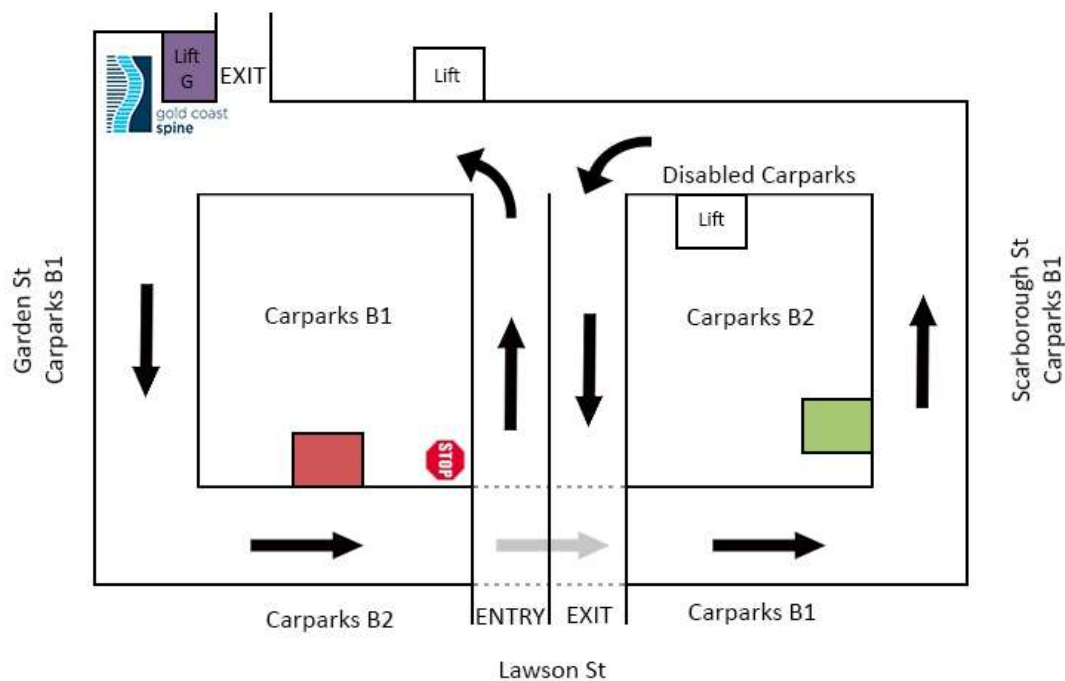 Lift
G
EXIT
Lift
gold coast
spine
Disabled Carparks
Lift
Garden St
Carparks B1
Carparks B1
Carparks B2
Scarborough St
Carparks B1
STOP
Carparks B2
ENTRY
EXIT
Carparks B1
Lawson St